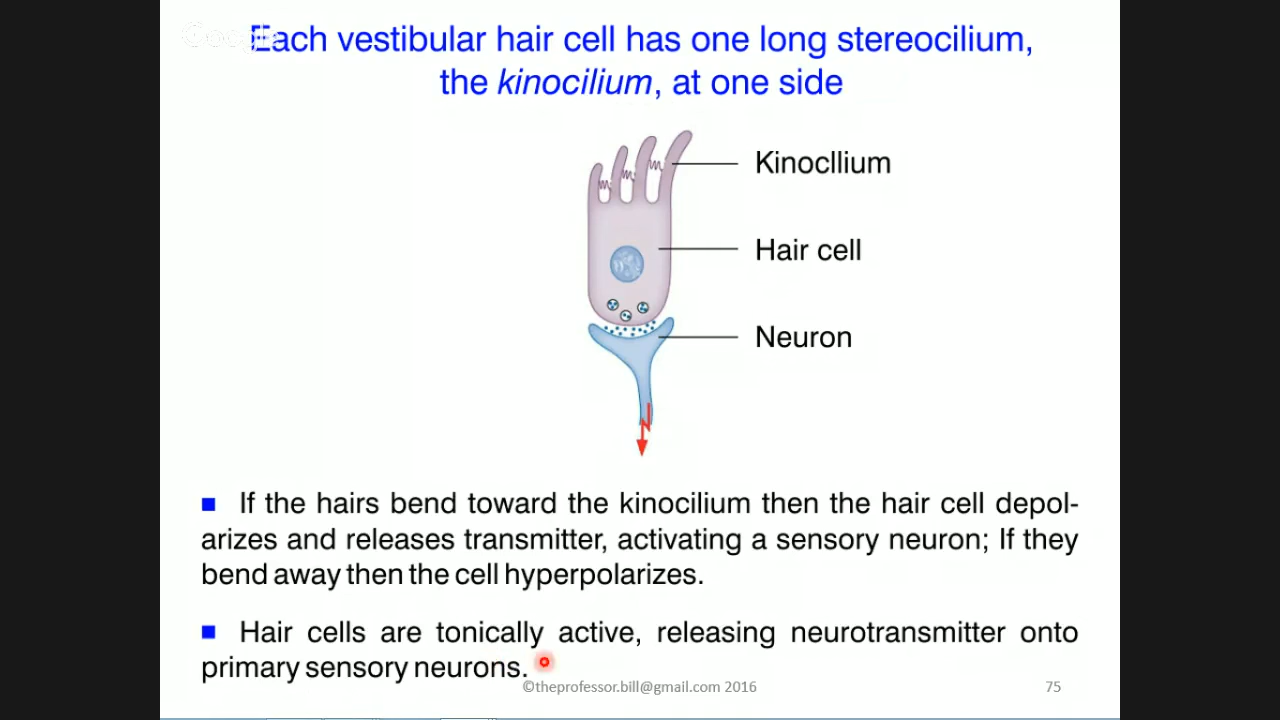 Google
Each vestibular hair cell has one long stereocilium,
the kinocilium, at one side
Kinocllium
Hair cell
Neuron
■ If the hairs bend toward the kinocilium then the hair cell depol-
arizes and releases transmitter, activating a sensory neuron; If they
bend away then the cell hyperpolarizes.
■ Hair cells are tonically active, releasing neurotransmitter onto
primary sensory neurons.
©theprofessor.bill@gmail.com 2016
75